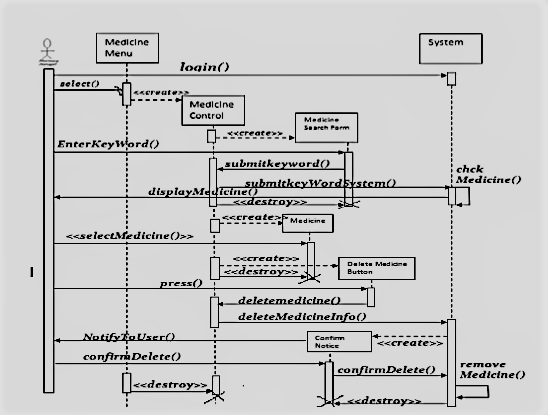 Medicine
Menu
System
login()
select()
<<create>>
Medicine
Control
Medicine
Search Form
<<create>>
EnterKeyWord()
submitkeyword()
chck
Medicine()
submitkeyWordSystem()
displayMedicine()
<<destroy>>
<<create>>
Medicine
<<selectMedicine()>>
<<create>>
Delete Medicine
Button
<<destroy>>
press()
deletemedicine()
deleteMedicineInfo()
NotifyToUser()
Confirm
Notice
<<create>>
confirmDelete()
confirmDelete()
remove
Medicine()
<<destroy>>
<<destroy>>